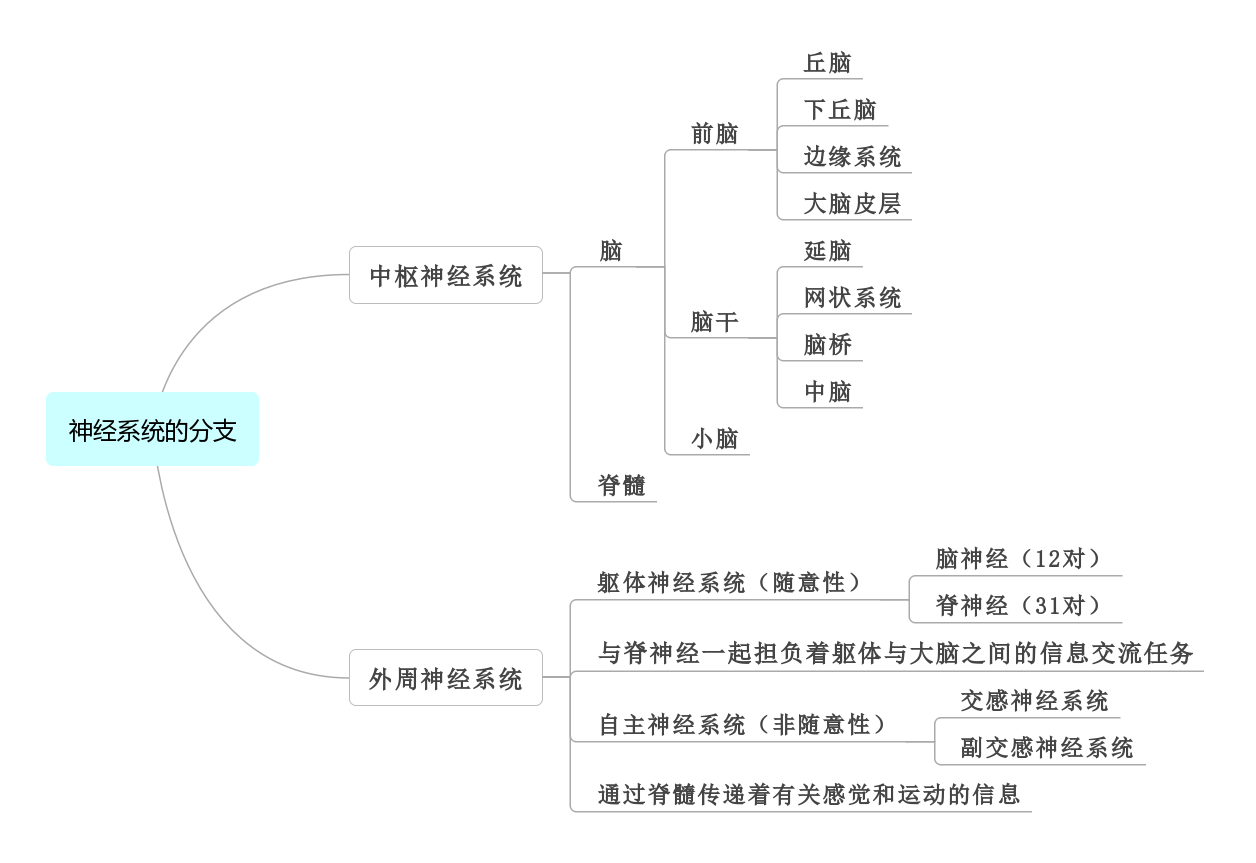 神经系统的分支
中枢神经系统
脑
前脑
丘脑
下丘脑
边缘系统
大脑皮层
脑干
延脑
网状系统
脑桥
中脑
小脑
脊髓
外周神经系统
躯体神经系统（随意性）
脑神经（12对）
脊神经（31对）
与脊神经一起担负着躯体与大脑之间的信息交流任务
自主神经系统（非随意性）
交感神经系统
副交感神经系统
通过脊髓传递着有关感觉和运动的信息